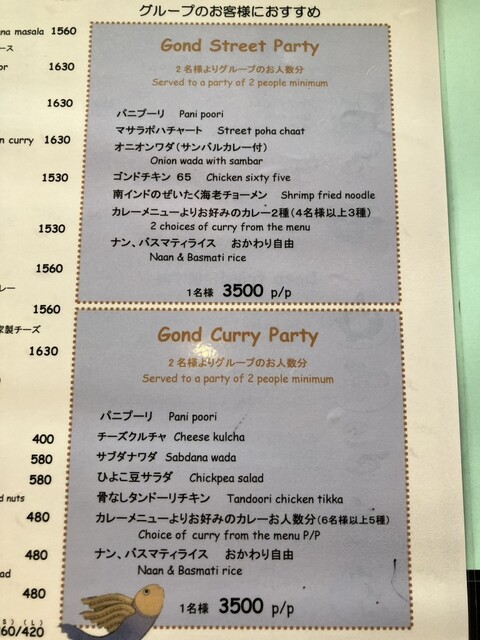 グループのお客様におすすめ
na masala 1560
ース
or 1630
1630
n curry 1630
1530
1530
1560
レー
1560
家製チーズ
1630
400
580
580
d nuts
480
480
ad
480
(S) (L)
60/420
Gond Street Party
2名様よりグループのお人数分
Served to a party of 2 people minimum
パニプーリ Pani poori
マサラポハチャート Street poha chaat
オニオンワダ(サンバルカレー付)
Onion wada with sambar
ゴンドチキン 65 Chicken sixty five
南インドのぜいたく海老チョーメン Shrimp fried noodle
カレーメニューよりお好みのカレー2種(4名様以上3種)
2 choices of curry from the menu
ナン、バスマティライス おかわり自由
Naan & Basmati rice
1名様 3500 p/p
Gond Curry Party
2名様よりグループのお人数分
Served to a party of 2 people minimum
パニプーリ Pani poori
チーズクルチャ Cheese kulcha
サブダナワダ Sabdana wada
ひよこ豆サラダ Chickpea salad
骨なしタンドーリチキン Tandoori chicken tikka
カレーメニューよりお好みのカレーお人数分(6名様以上5種)
Choice of curry from the menu P/P
ナン、バスマティライス おかわり自由
Naan & Basmati rice
1名様 3500 p/p